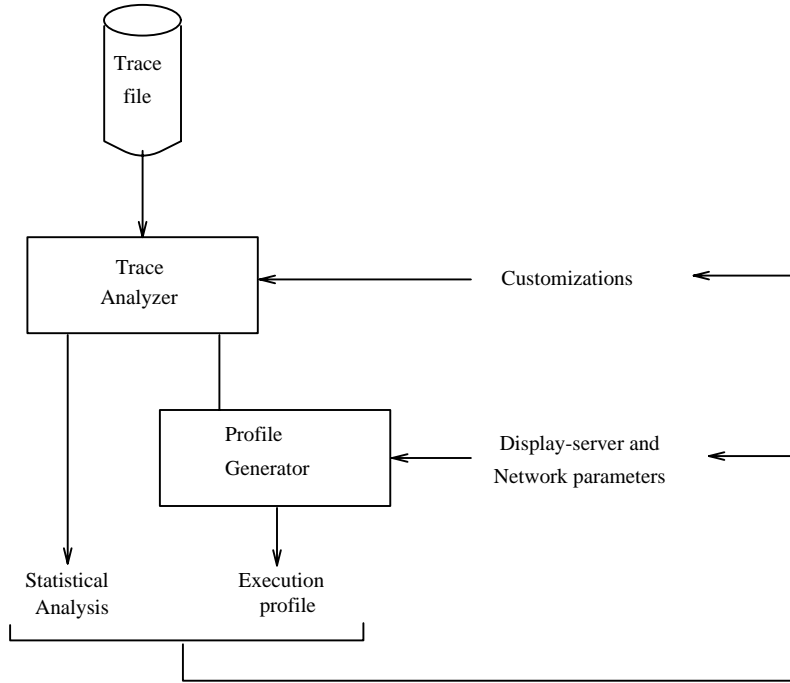 Trace
file
Trace
Analyzer
Customizations
Profile
Generator
Display-server and
Network parameters
Statistical
Analysis
Execution
profile